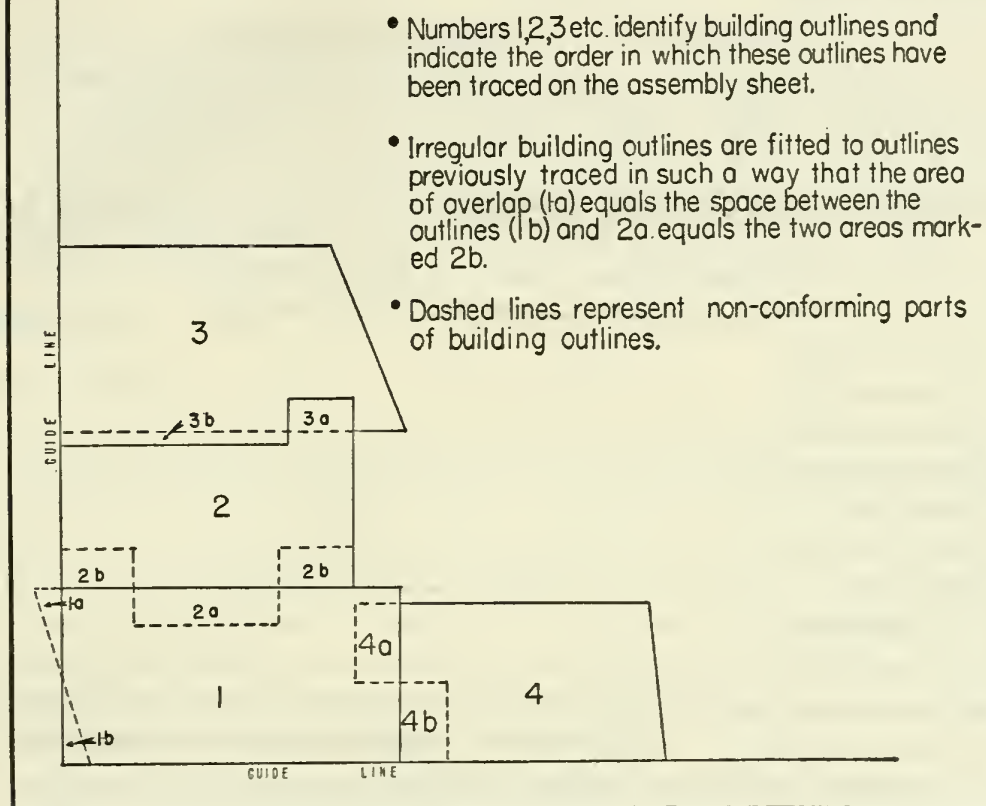 • Numbers 1,2,3 etc. identify building outlines and
indicate the order in which these outlines have
been traced on the assembly sheet.
• Irregular building outlines are fitted to outlines
previously traced in such a way that the area
of overlap (1a) equals the space between the
outlines (1b) and 2a. equals the two areas mark-
ed 2b.
• Dashed lines represent non-conforming parts
of building outlines.
3
GUIDE LINE
3b
3a
2
2b
2b
1a
2a
4a
1
4
4b
1b
GUIDE LINE